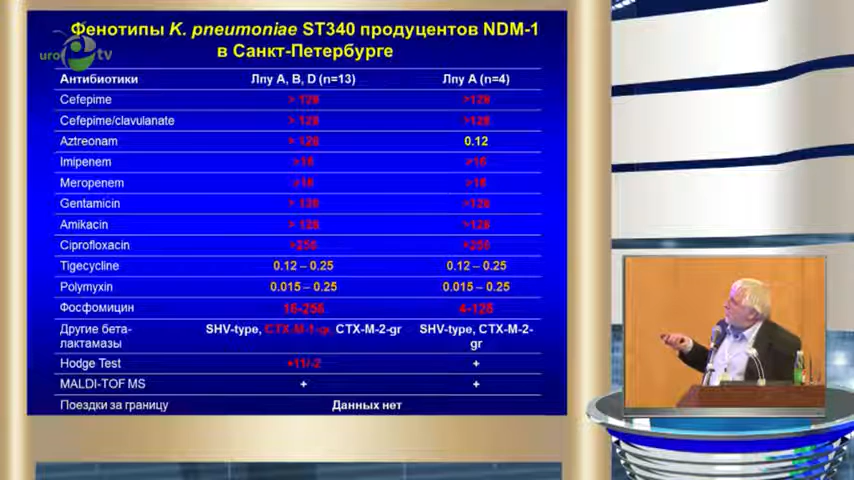 Фенотипы K. pneumoniae ST340 продуцентов NDM-1
в Санкт-Петербурге
uro tv
Антибиотики Лпу A, B, D (n=13) Лпу A (n=4)
Cefepime > 128 >128
Cefepime/clavulanate > 128 >128
Aztreonam > 128 0.12
Imipenem >16 >16
Meropenem >16 >16
Gentamicin > 128 >128
Amikacin > 128 >128
Ciprofloxacin >256 >256
Tigecycline 0.12 – 0.25 0.12 – 0.25
Polymyxin 0.015 – 0.25 0.015 – 0.25
Фосфомицин 16-256 4-128
Другие бета-
лактамазы SHV-type, CTX-M-1-gr, CTX-M-2-gr SHV-type, CTX-M-2-
gr
Hodge Test +11/-2 +
MALDI-TOF MS + +
Поездки за границу Данных нет